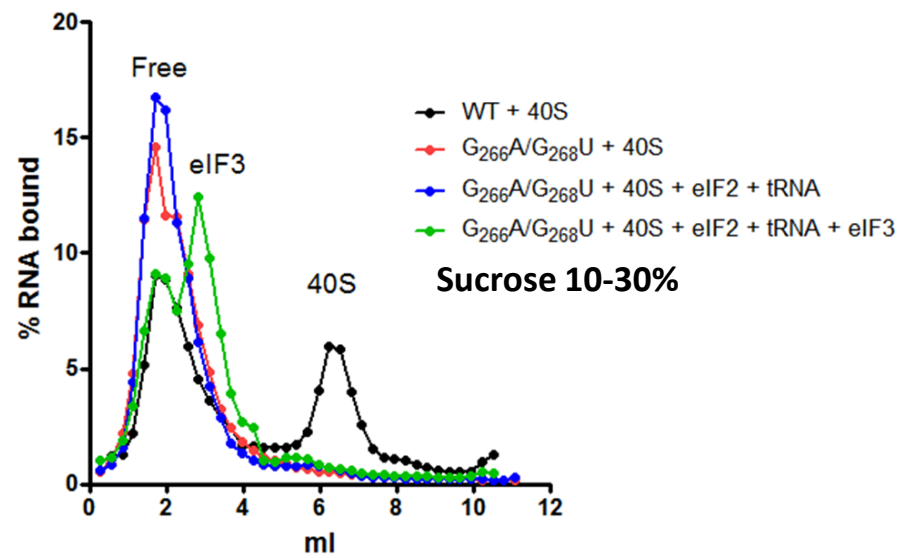 20
15
10
5
0
% RNA bound
Free
eIF3
40S
WT + 40S
G₂₆₆A/G₂₆₈U + 40S
G₂₆₆A/G₂₆₈U + 40S + eIF2 + tRNA
G₂₆₆A/G₂₆₈U + 40S + eIF2 + tRNA + eIF3
Sucrose 10-30%
0 2 4 6 8 10 12
ml